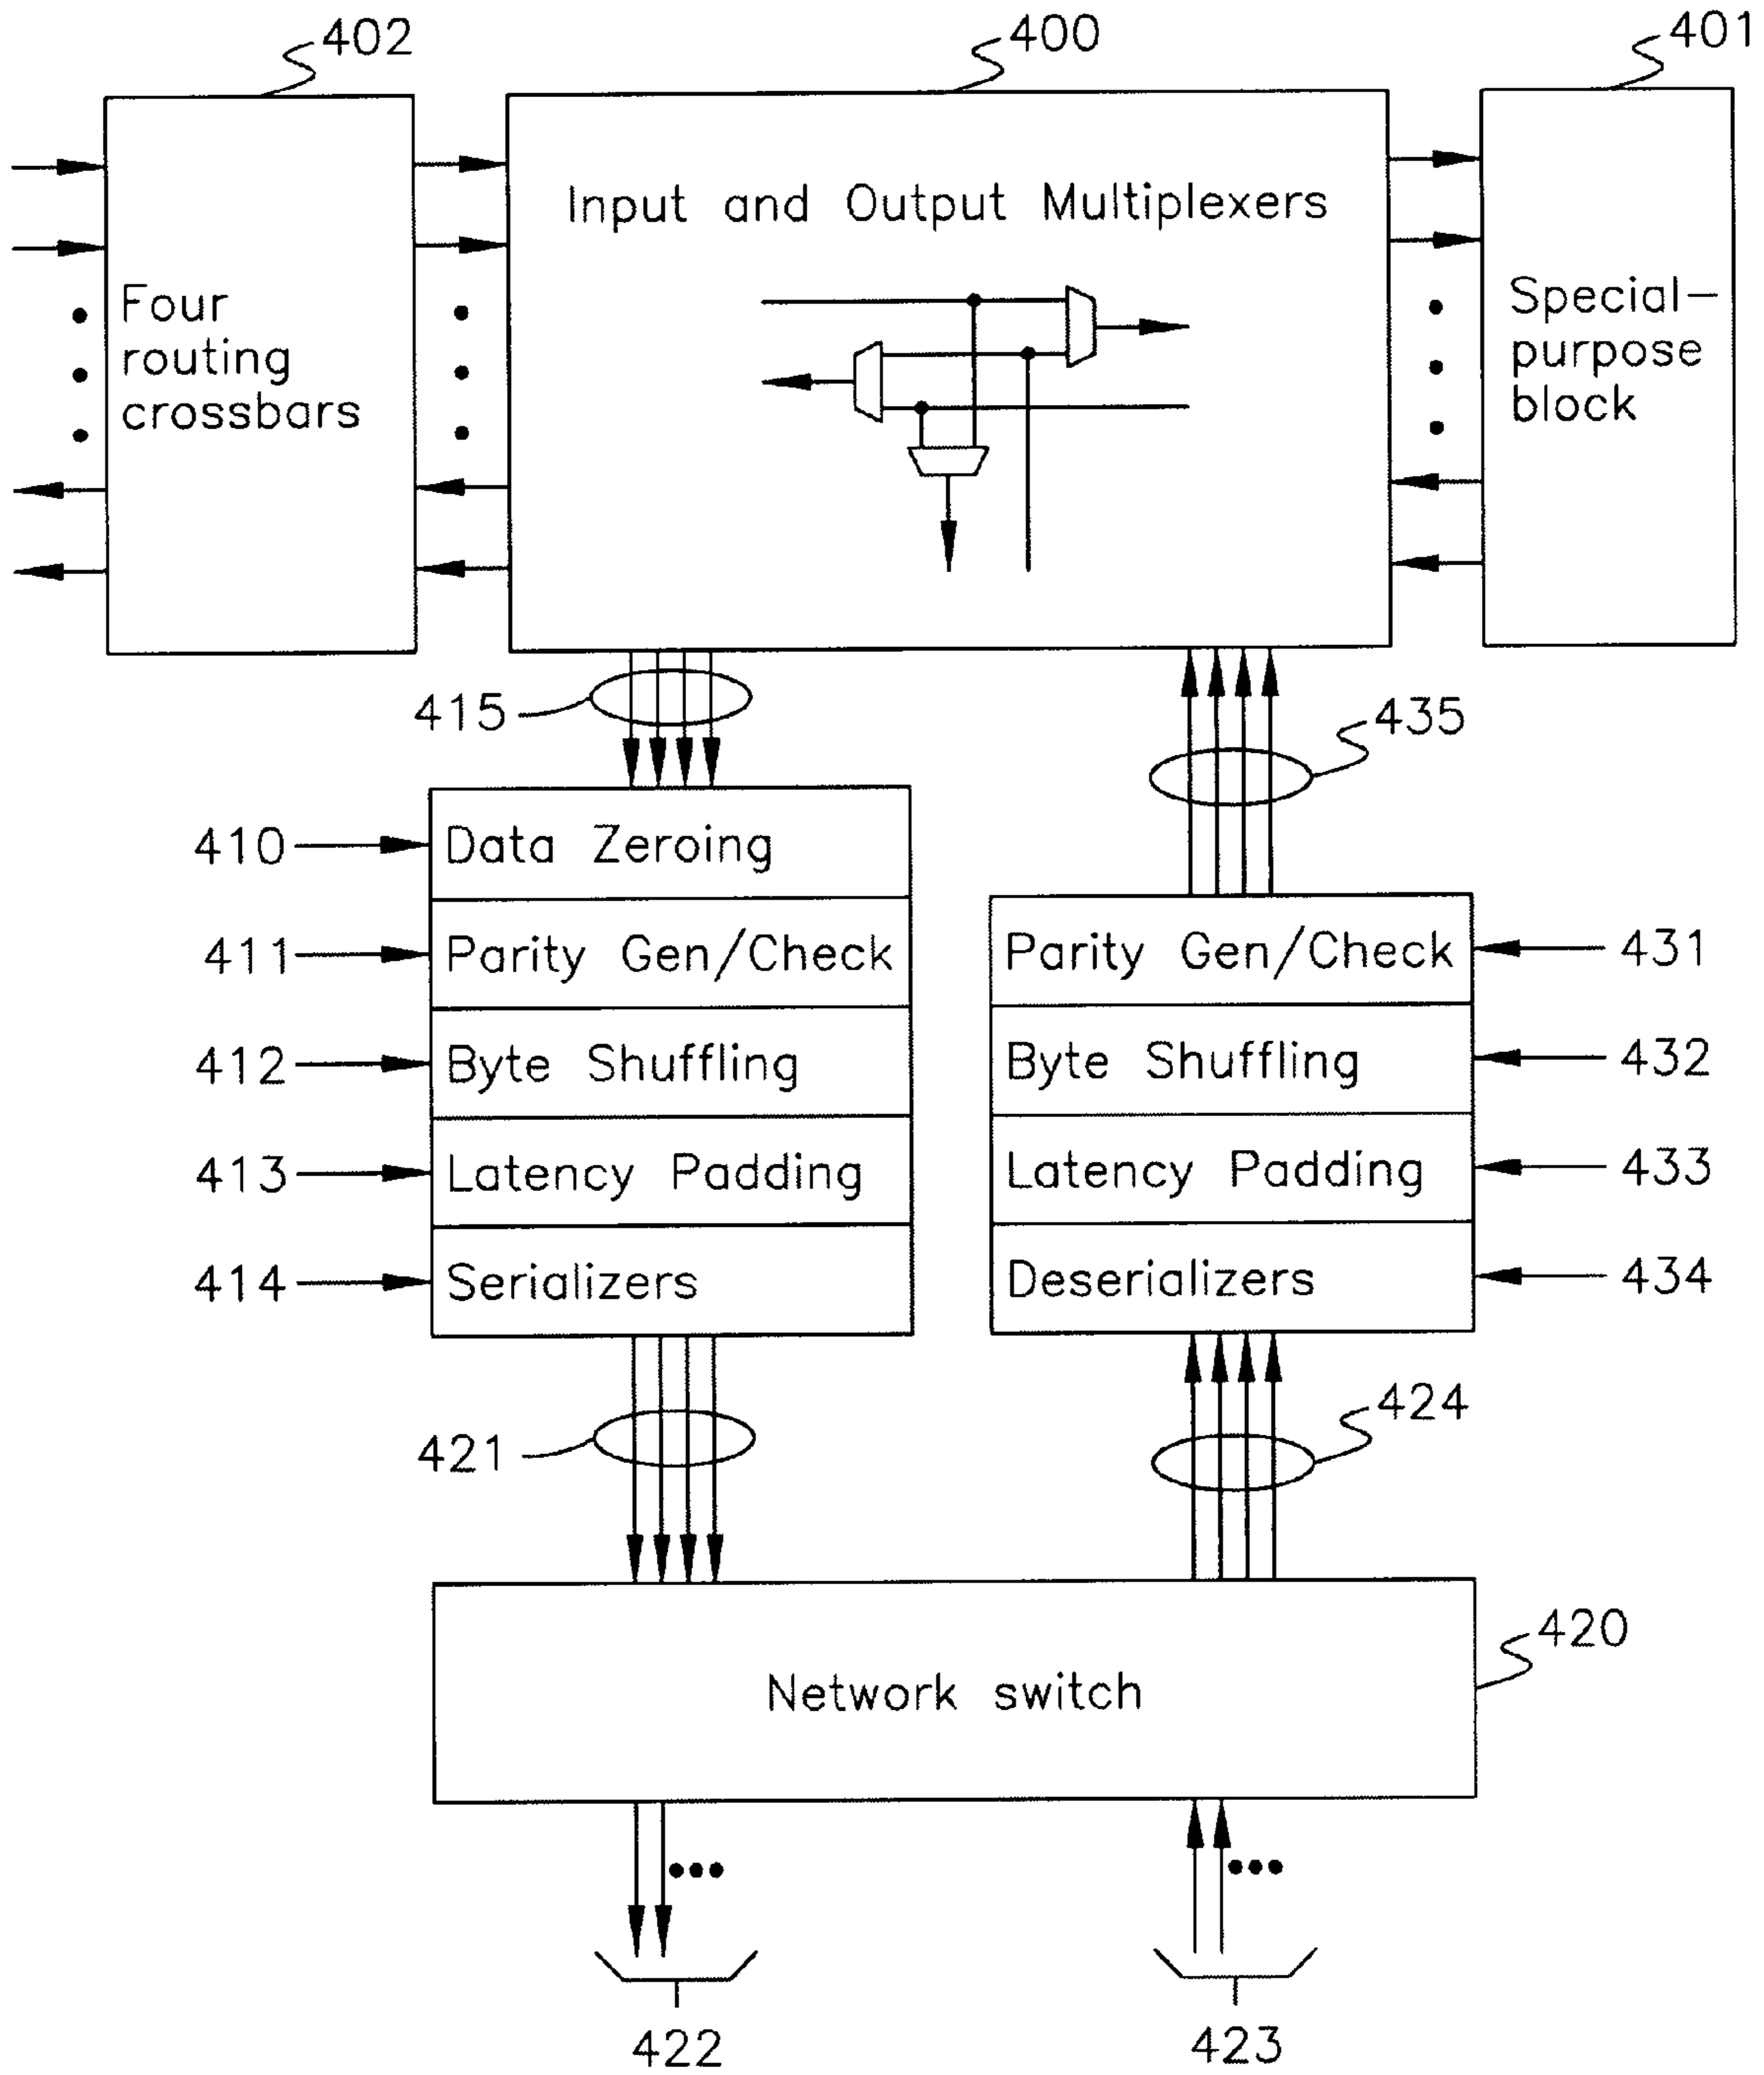 402
400
401
Input and Output Multiplexers
Four
routing
crossbars
Special-
purpose
block
415
435
410
Data Zeroing
411
Parity Gen/Check
Parity Gen/Check
431
412
Byte Shuffling
Byte Shuffling
432
413
Latency Padding
Latency Padding
433
414
Serializers
Deserializers
434
421
424
420
Network switch
422
423